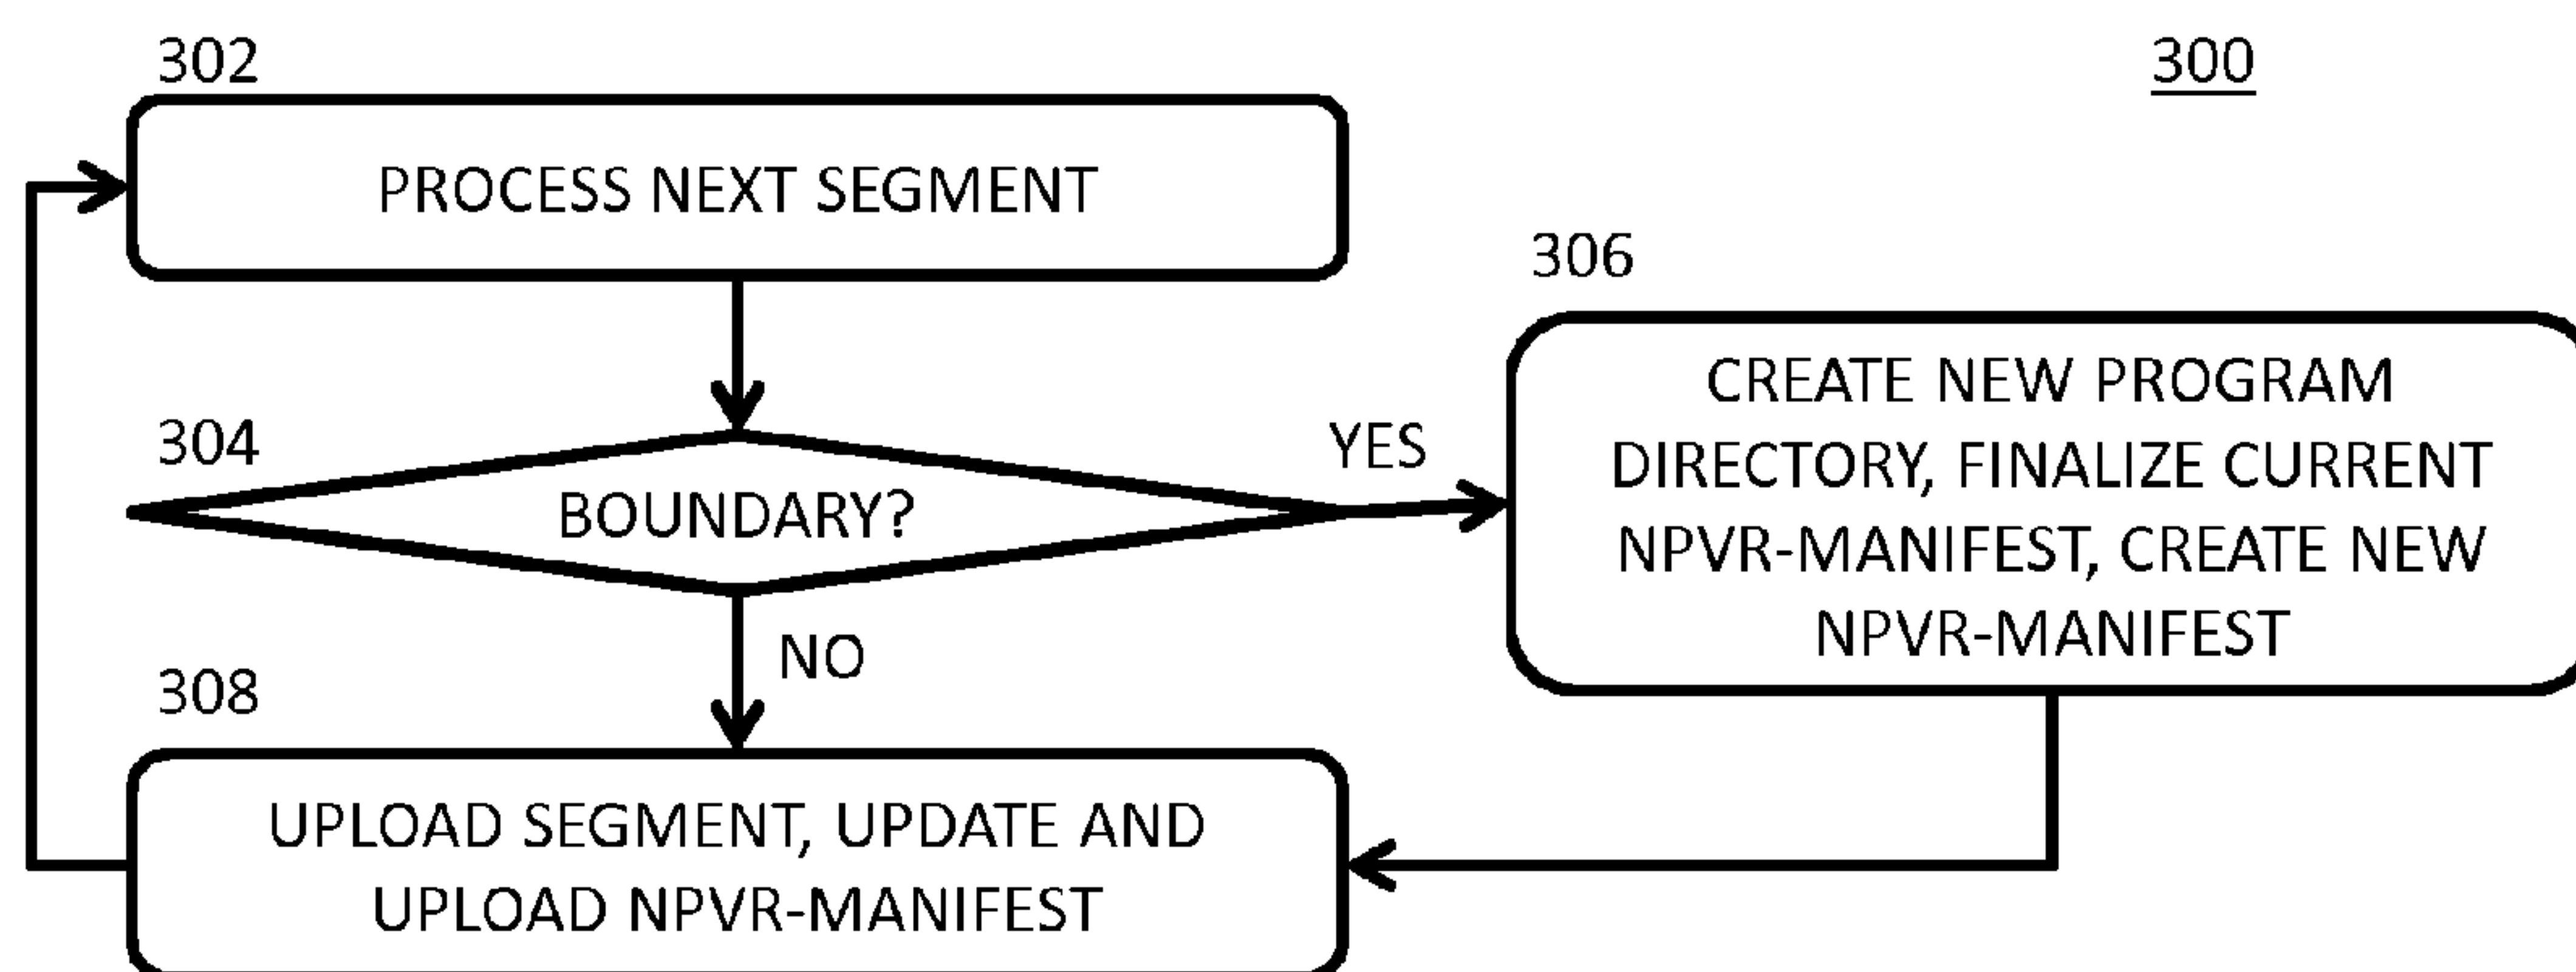 302
300
PROCESS NEXT SEGMENT
306
304
BOUNDARY?
YES
CREATE NEW PROGRAM
DIRECTORY, FINALIZE CURRENT
NPVR-MANIFEST, CREATE NEW
NPVR-MANIFEST
NO
308
UPLOAD SEGMENT, UPDATE AND
UPLOAD NPVR-MANIFEST